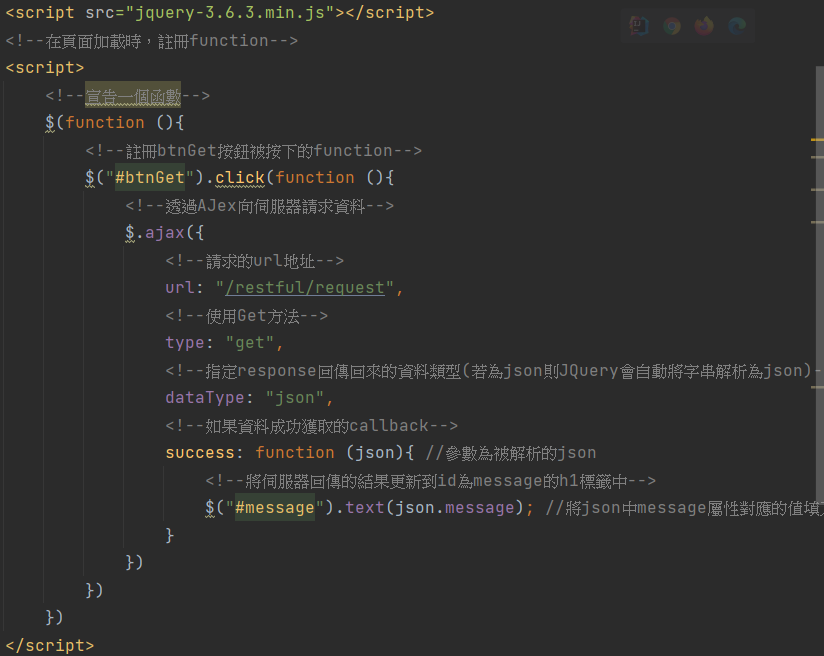 <script src="jquery-3.6.3.min.js"></script>
<!--在頁面加載時，註冊function-->
<script>
<!--宣告一個函數-->
$(function (){
<!--註冊btnGet按鈕被按下的function-->
$("#btnGet").click(function (){
<!--透過AJex向伺服器請求資料-->
$.ajax({
<!--請求的url地址-->
url: "/restful/request",
<!--使用Get方法-->
type: "get",
<!--指定response回傳回來的資料類型(若為json則JQuery會自動將字串解析為json)-
dataType: "json",
<!--如果資料成功獲取的callback-->
success: function (json){ //參數為被解析的json
<!--將伺服器回傳的結果更新到id為message的h1標籤中-->
$("#message").text(json.message); //將json中message屬性對應的值填
}
})
})
})
</script>